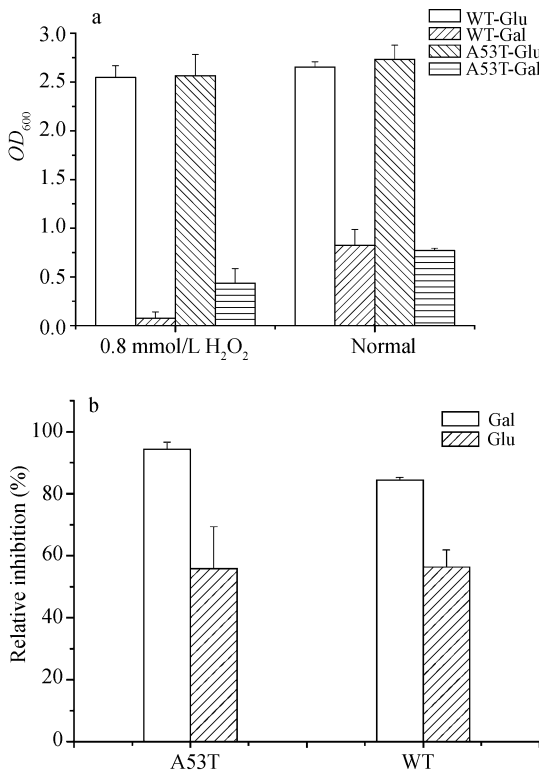 a
WT-Glu
WT-Gal
A53T-Glu
A53T-Gal
3.0
2.5
2.0
1.5
1.0
0.5
0.0
OD600
0.8 mmol/L H2O2
Normal
b
Gal
Glu
100
80
60
40
20
0
Relative inhibition (%)
A53T
WT